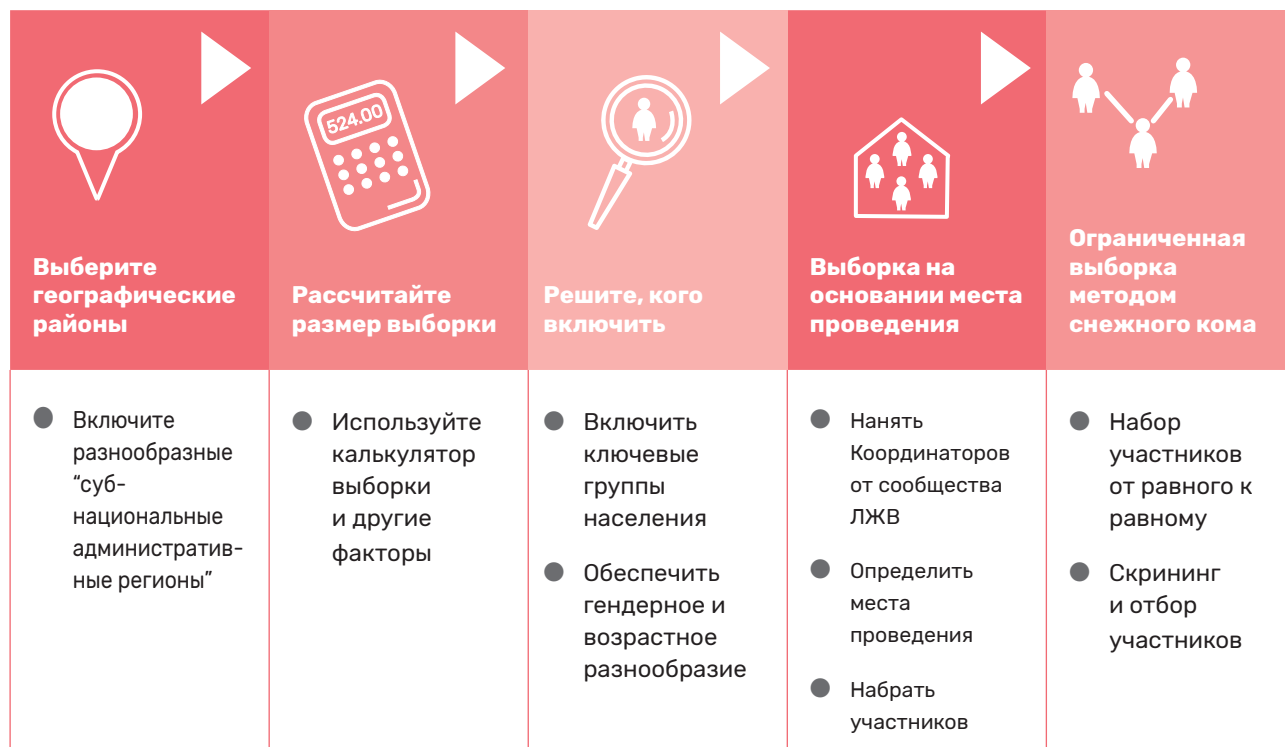 524.00
Выберите
географические
районы
Рассчитайте
размер выборки
Решите, кого
включить
Выборка на
основании места
проведения
Ограниченная
выборка
методом
снежного кома
Включите
разнообразные
“суб-
национальные
административ-
ные регионы”
Используйте
калькулятор
выборки
и другие
факторы
Включить
ключевые
группы
населения
Обеспечить
гендерное и
возрастное
разнообразие
Нанять
Координаторов
от сообщества
ЛЖВ
Определить
места
проведения
Набрать
участников
Набор
участников
от равного к
равному
Скрининг
и отбор
участников